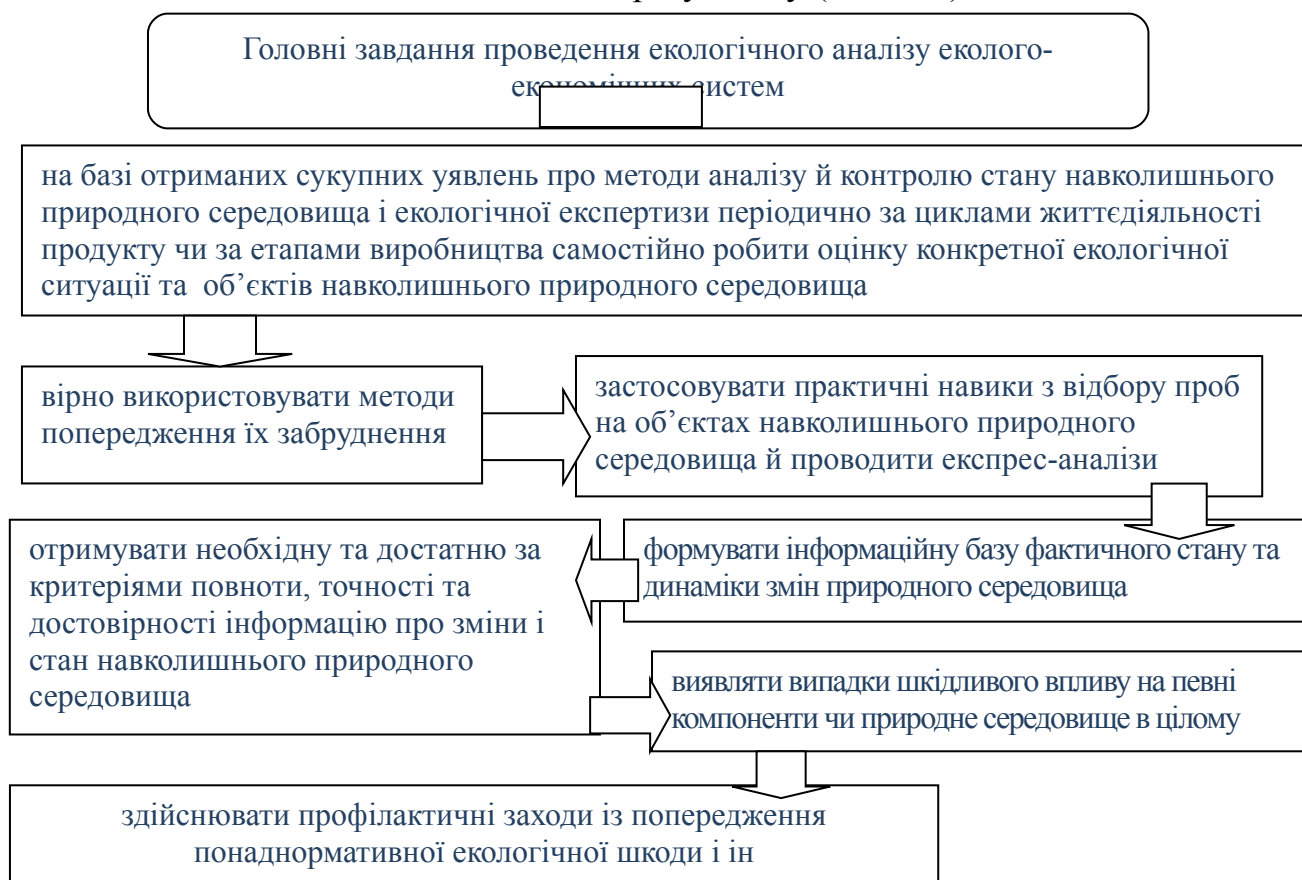 Головні завдання проведення екологічного аналізу еколого-
систем
на базі отриманих сукупних уявлень про методи аналізу й контролю стану навколишнього
природного середовища і екологічної експертизи періодично за циклами життєдіяльності
продукту чи за етапами виробництва самостійно робити оцінку конкретної екологічної
ситуації та об’єктів навколишнього природного середовища
вірно використовувати методи
попередження їх забруднення
застосовувати практичні навики з відбору проб
на об’єктах навколишнього природного
середовища й проводити експрес-аналізи
формувати інформаційну базу фактичного стану та
динаміки змін природного середовища
отримувати необхідну та достатню за
критеріями повноти, точності та
достовірності інформацію про зміни і
стан навколишнього природного
середовища
виявляти випадки шкідливого впливу на певні
компоненти чи природне середовище в цілому
здійснювати профілактичні заходи із попередження
понаднормативної екологічної шкоди і ін